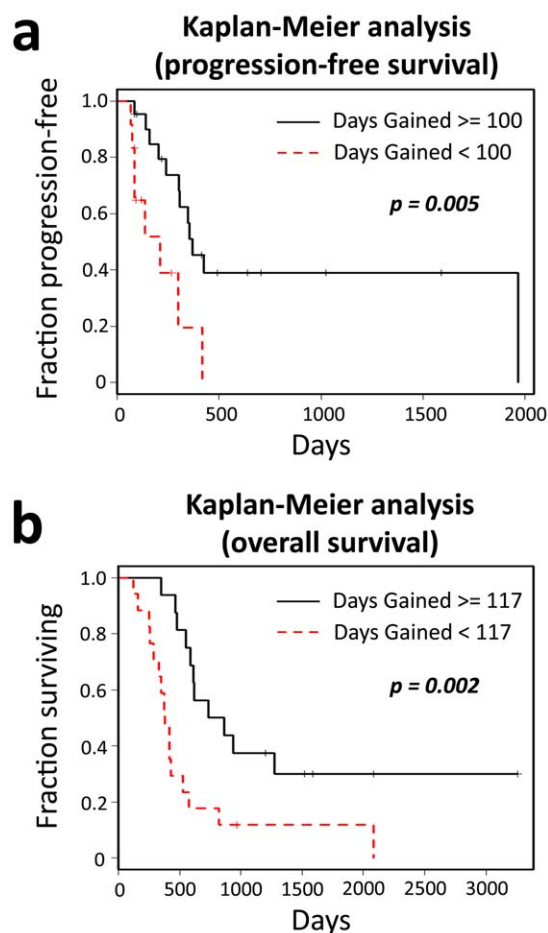 a
Kaplan-Meier analysis
(progression-free survival)
Fraction progression-free
1.0
0.8
0.6
0.4
0.2
0
Days Gained >= 100
Days Gained < 100
p = 0.005
0 500 1000 1500 2000
Days
b
Kaplan-Meier analysis
(overall survival)
Fraction surviving
1.0
0.8
0.6
0.4
0.2
0
Days Gained >= 117
Days Gained < 117
p = 0.002
0 500 1000 1500 2000 2500 3000
Days